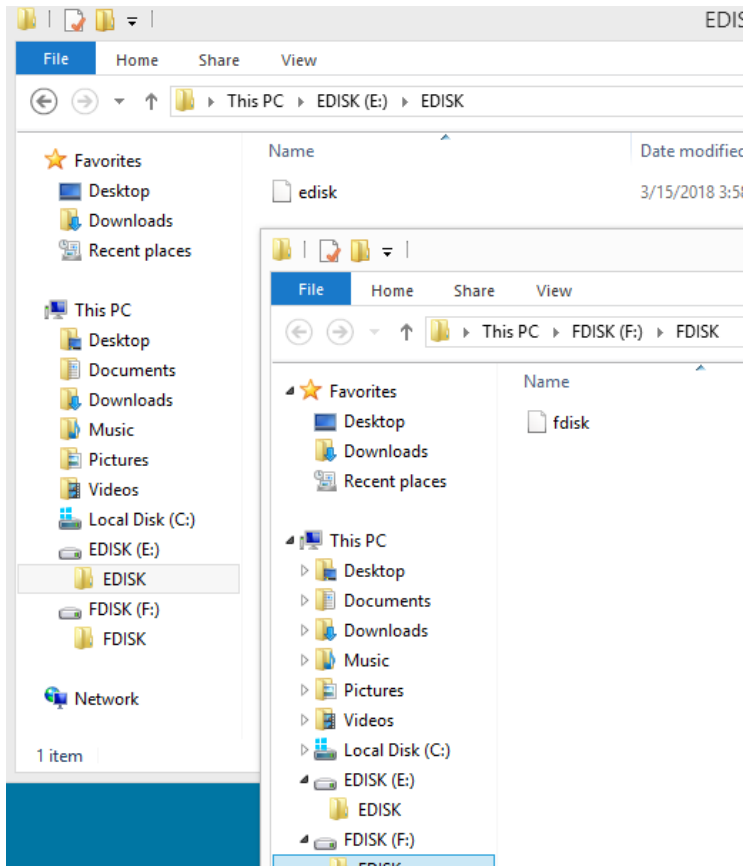 EDIS
File Home Share View
This PC EDISK (E:) EDISK
Name Date modified
edisk 3/15/2018 3:58
Favorites
Desktop
Downloads
Recent places
This PC
Desktop
Documents
Downloads
Music
Pictures
Videos
Local Disk (C:)
EDISK (E:)
EDISK
FDISK (F:)
FDISK
Network
1 item
File Home Share View
This PC FDISK (F:) FDISK
Name
fdisk
Favorites
Desktop
Downloads
Recent places
This PC
Desktop
Documents
Downloads
Music
Pictures
Videos
Local Disk (C:)
EDISK (E:)
EDISK
FDISK (F:)